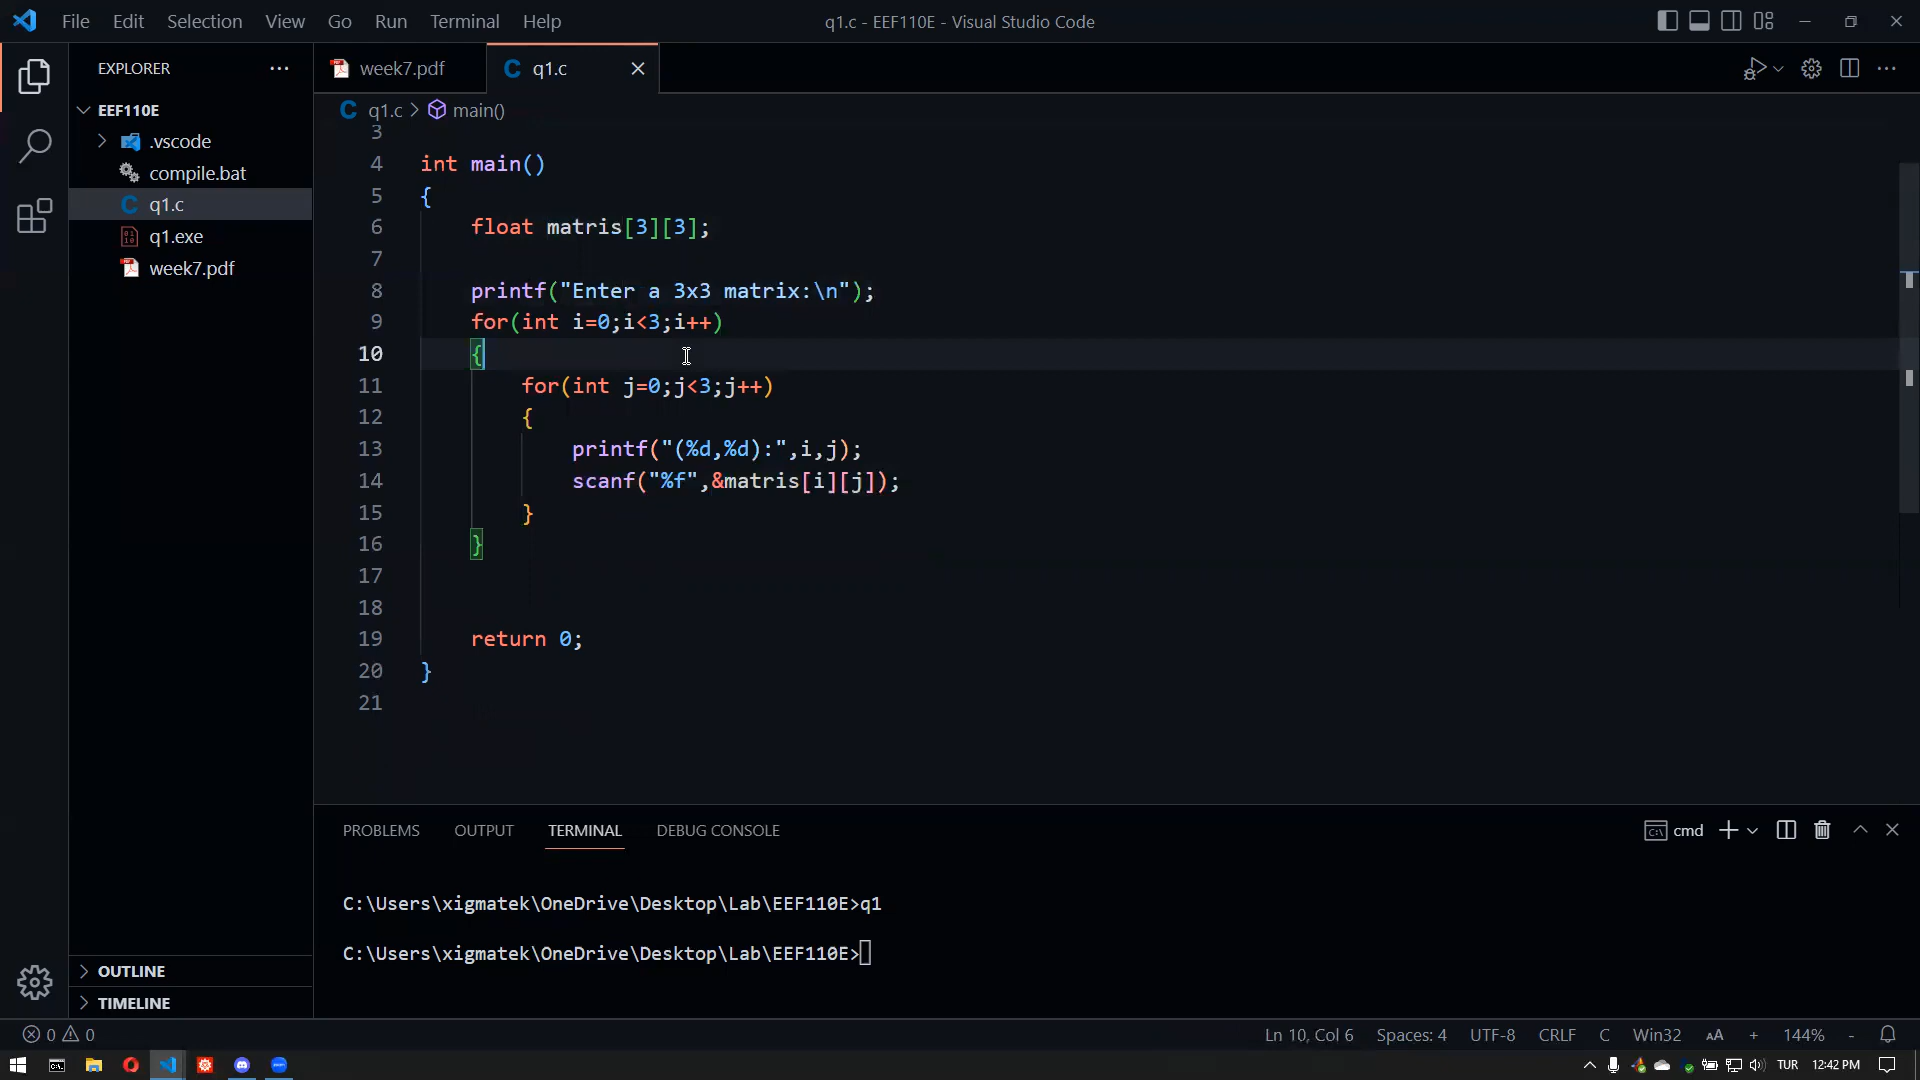 File Edit Selection View Go Run Terminal Help
q1.c - EEF110E - Visual Studio Code
EXPLORER
EEF110E
.vscode
compile.bat
q1.c
q1.exe
week7.pdf
OUTLINE
TIMELINE
week7.pdf
C q1.c
C q1.c > main()
3
4 int main()
5 {
6 float matris[3][3];
7
8 printf("Enter a 3x3 matrix:\n");
9 for(int i=0;i<3;i++)
10 {
11 for(int j=0;j<3;j++)
12 {
13 printf("(%d,%d):",i,j);
14 scanf("%f",&matris[i][j]);
15 }
16 }
17
18
19 return 0;
20 }
21
PROBLEMS OUTPUT TERMINAL DEBUG CONSOLE
cmd
C:\Users\xigmatek\OneDrive\Desktop\Lab\EEF110E>q1
C:\Users\xigmatek\OneDrive\Desktop\Lab\EEF110E>
0 0
Ln 10, Col 6 Spaces: 4 UTF-8 CRLF C Win32 AA + 144% -
TUR 12:42 PM